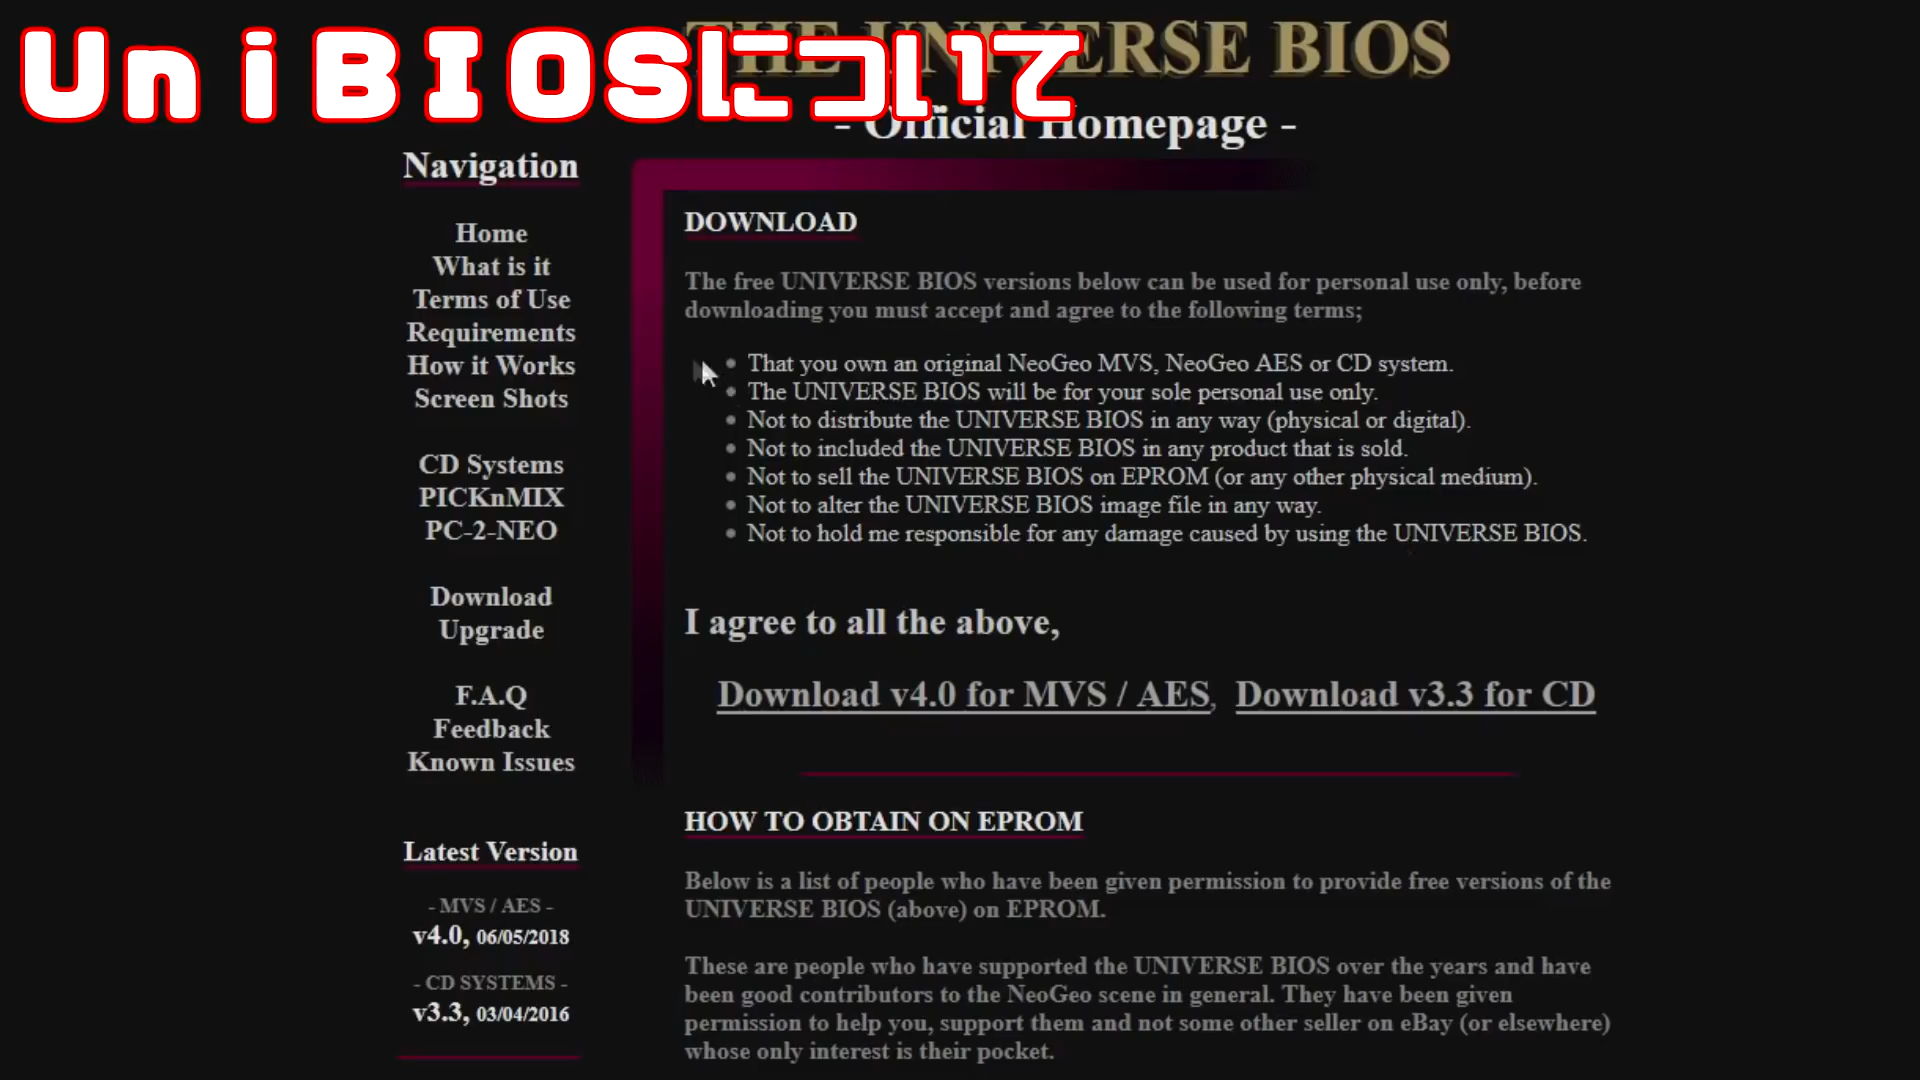 UniBIOSについて
THE UNIVERSE BIOS
- Official Homepage -
Navigation
Home
What is it
Terms of Use
Requirements
How it Works
Screen Shots
CD Systems
PICKnMIX
PC-2-NEO
Download
Upgrade
F.A.Q
Feedback
Known Issues
Latest Version
- MVS / AES -
v4.0, 06/05/2018
- CD SYSTEMS -
v3.3, 03/04/2016
DOWNLOAD
The free UNIVERSE BIOS versions below can be used for personal use only, before
downloading you must accept and agree to the following terms;
That you own an original NeoGeo MVS, NeoGeo AES or CD system.
The UNIVERSE BIOS will be for your sole personal use only.
Not to distribute the UNIVERSE BIOS in any way (physical or digital).
Not to included the UNIVERSE BIOS in any product that is sold.
Not to sell the UNIVERSE BIOS on EPROM (or any other physical medium).
Not to alter the UNIVERSE BIOS image file in any way.
Not to hold me responsible for any damage caused by using the UNIVERSE BIOS.
I agree to all the above,
Download v4.0 for MVS / AES, Download v3.3 for CD
HOW TO OBTAIN ON EPROM
Below is a list of people who have been given permission to provide free versions of the
UNIVERSE BIOS (above) on EPROM.
These are people who have supported the UNIVERSE BIOS over the years and have
been good contributors to the NeoGeo scene in general. They have been given
permission to help you, support them and not some other seller on eBay (or elsewhere)
whose only interest is their pocket.